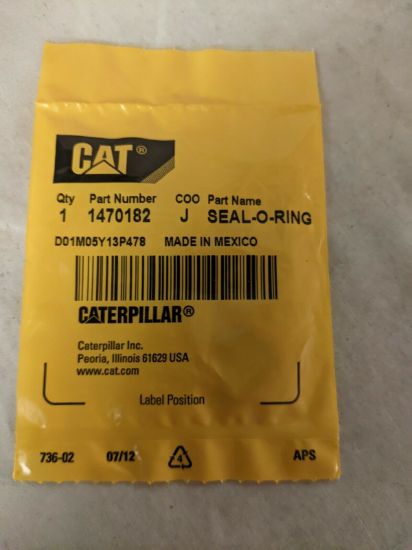 CAT®
Qty Part Number COO Part Name
1 1470182 J SEAL-O-RING
D01M05Y13P478 MADE IN MEXICO
CATERPILLAR®
Caterpillar Inc.
Peoria, Illinois 61629 USA
www.cat.com
Label Position
736-02 07/12 4 APS